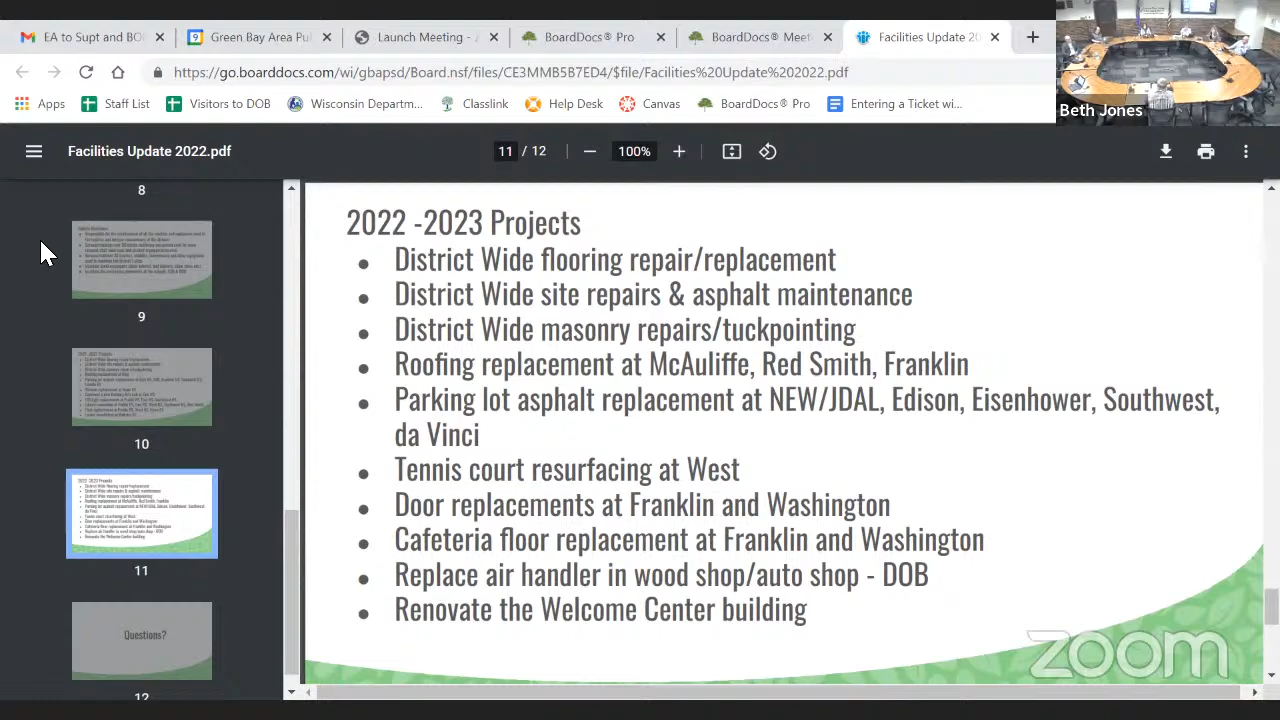 EA to Supt and BO
Green Bay Area Pu
Launch Me
BoardDocs® Pro
BoardDocs® Meet
Facilities Update 20
https://go.boarddocs.com/wi/gbapsd/Board.nsf/files/CE3MMB5B7ED4/$file/Facilities%20Update%202022.pdf
Apps
Staff List
Visitors to DOB
Wisconsin Departm...
Classlink
Help Desk
Canvas
BoardDocs® Pro
Entering a Ticket wi...
Beth Jones
Facilities Update 2022.pdf
11 / 12
100%
8
9
10
11
Questions?
12
2022 -2023 Projects
● District Wide flooring repair/replacement
● District Wide site repairs & asphalt maintenance
● District Wide masonry repairs/tuckpointing
● Roofing replacement at McAuliffe, Red Smith, Franklin
● Parking lot asphalt replacement at NEW/JDAL, Edison, Eisenhower, Southwest,
da Vinci
● Tennis court resurfacing at West
● Door replacements at Franklin and Washington
● Cafeteria floor replacement at Franklin and Washington
● Replace air handler in wood shop/auto shop - DOB
● Renovate the Welcome Center building
zoom